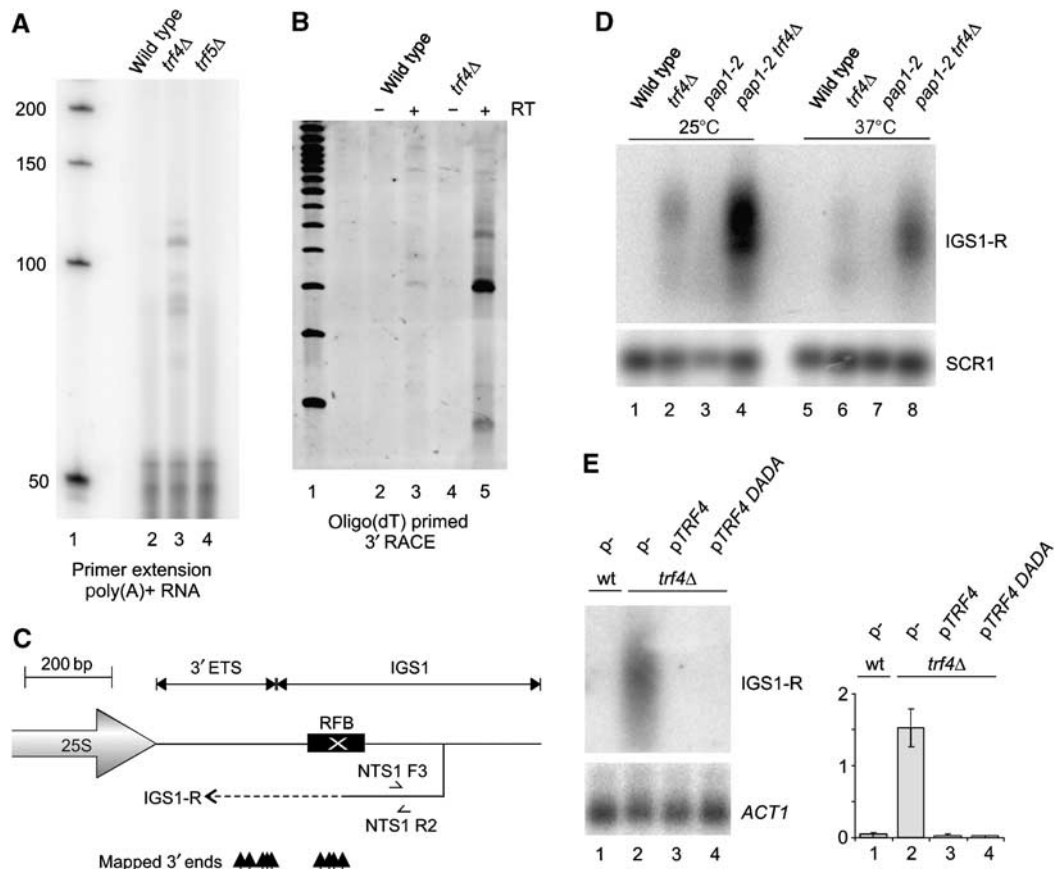 A
Wild type
trf4Δ
trf5Δ
200
150
100
50
1 2 3 4
Primer extension
poly(A)+ RNA
B
Wild type
trf4Δ
– + – + RT
1 2 3 4 5
Oligo(dT) primed
3′ RACE
C
200 bp
3′ ETS
IGS1
25S
RFB
NTS1 F3
IGS1-R
NTS1 R2
Mapped 3′ ends
D
Wild type
trf4Δ
pap1-2
pap1-2 trf4Δ
Wild type
trf4Δ
pap1-2
pap1-2 trf4Δ
25°C 37°C
IGS1-R
SCR1
1 2 3 4 5 6 7 8
E
p-
p-
pTRF4
pTRF4 DADA
wt trf4Δ
IGS1-R
ACT1
1 2 3 4
p-
p-
pTRF4
pTRF4 DADA
wt trf4Δ
2
1
0
1 2 3 4